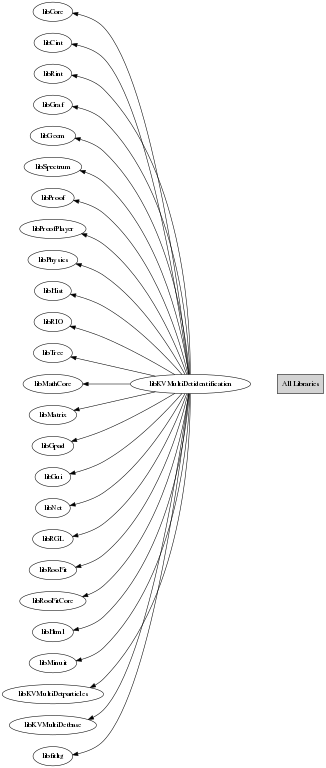 libCore
libCint
libRint
libGraf
libGeom
libSpectrum
libProof
libProofPlayer
libPhysics
libHist
libRIO
libTree
libMathCore
libKVMultiDetidentification
All Libraries
libMatrix
libGpad
libGui
libNet
libRGL
libRooFit
libRooFitCore
libHtml
libMinuit
libKVMultiDetparticles
libKVMultiDetbase
libfitltg